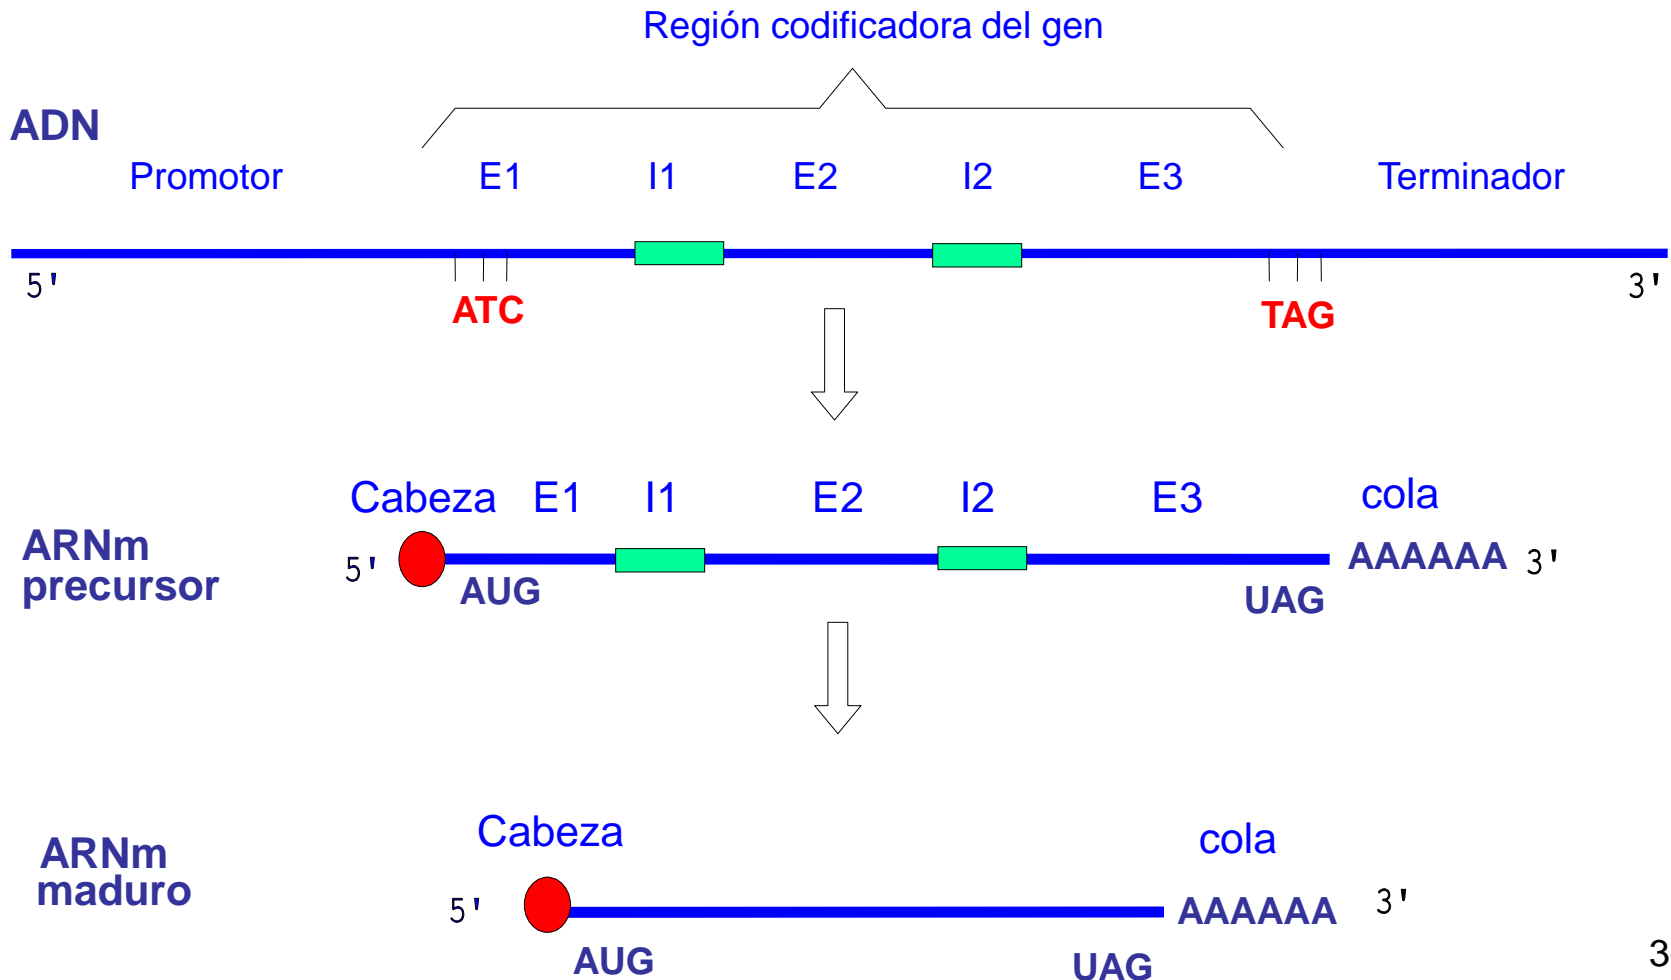 Región codificadora del gen
ADN
Promotor E1 I1 E2 I2 E3 Terminador
5' 3'
ATC TAG
Cabeza E1 I1 E2 I2 E3 cola
ARNm
precursor
5' AAAAAA 3'
AUG UAG
Cabeza cola
ARNm
maduro
5' AAAAAA 3'
AUG UAG
3